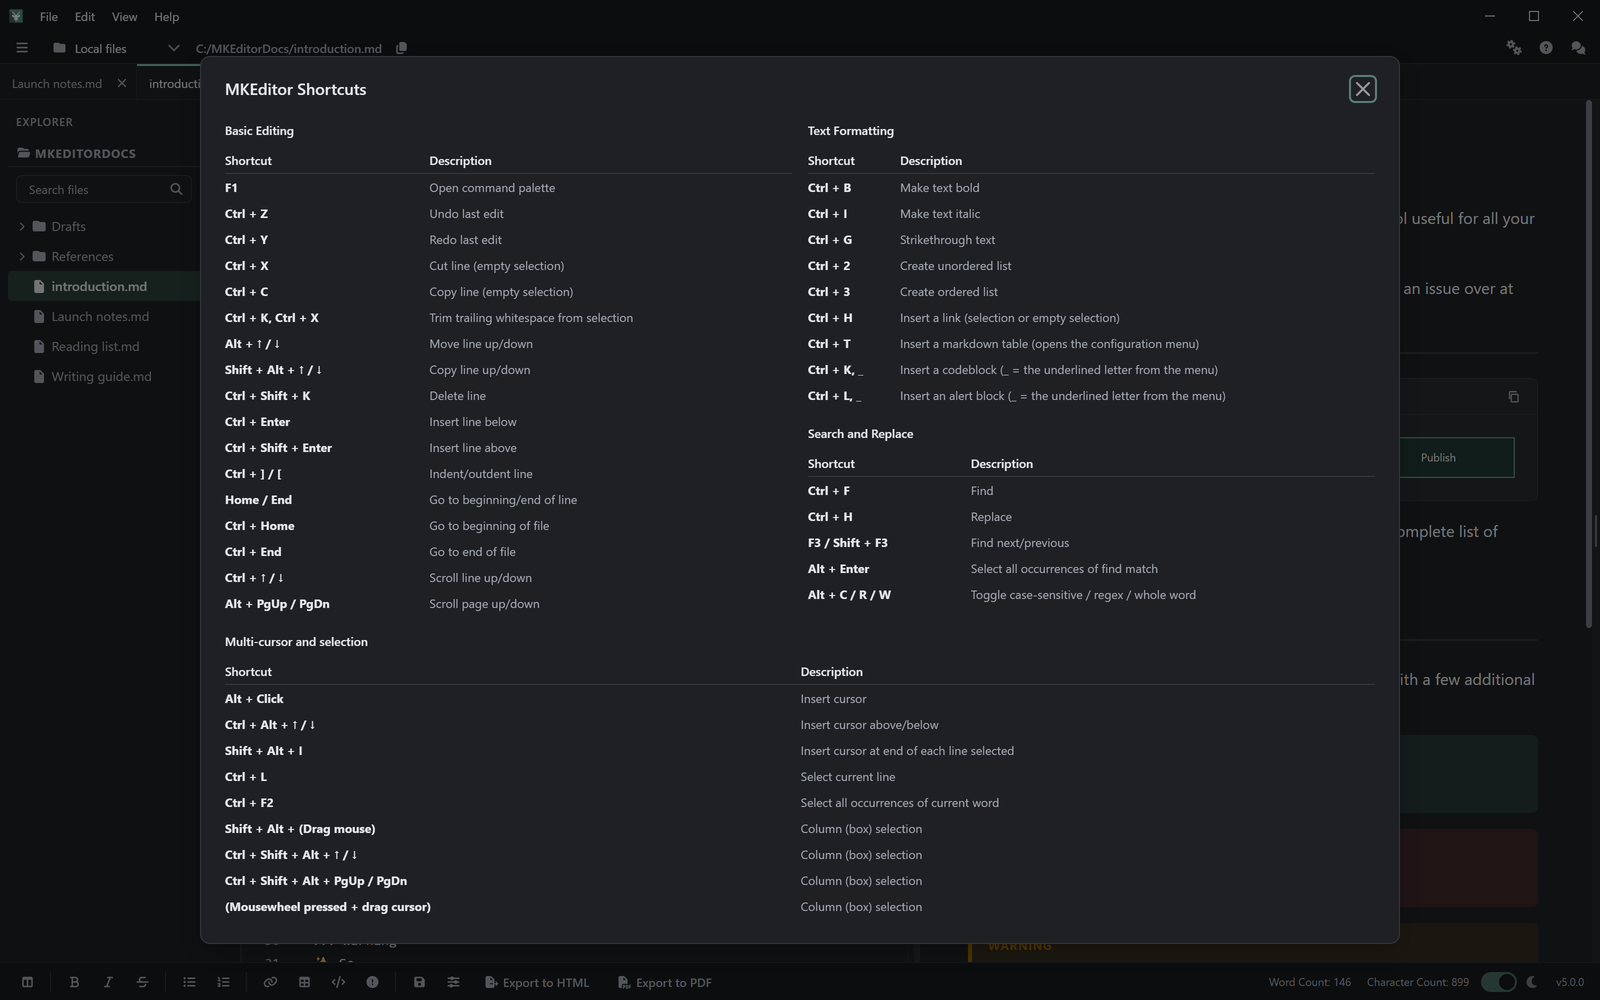 File Edit View Help
Local files C:/MKEditorDocs/introduction.md
Launch notes.md introducti
EXPLORER
MKEDITORDOCS
Search files
Drafts
References
introduction.md
Launch notes.md
Reading list.md
Writing guide.md
MKEditor Shortcuts
Basic Editing
Shortcut Description
F1 Open command palette
Ctrl + Z Undo last edit
Ctrl + Y Redo last edit
Ctrl + X Cut line (empty selection)
Ctrl + C Copy line (empty selection)
Ctrl + K, Ctrl + X Trim trailing whitespace from selection
Alt + ↑ / ↓ Move line up/down
Shift + Alt + ↑ / ↓ Copy line up/down
Ctrl + Shift + K Delete line
Ctrl + Enter Insert line below
Ctrl + Shift + Enter Insert line above
Ctrl + ] / [ Indent/outdent line
Home / End Go to beginning/end of line
Ctrl + Home Go to beginning of file
Ctrl + End Go to end of file
Ctrl + ↑ / ↓ Scroll line up/down
Alt + PgUp / PgDn Scroll page up/down
Text Formatting
Shortcut Description
Ctrl + B Make text bold
Ctrl + I Make text italic
Ctrl + G Strikethrough text
Ctrl + 2 Create unordered list
Ctrl + 3 Create ordered list
Ctrl + H Insert a link (selection or empty selection)
Ctrl + T Insert a markdown table (opens the configuration menu)
Ctrl + K, _ Insert a codeblock (_ = the underlined letter from the menu)
Ctrl + L, _ Insert an alert block (_ = the underlined letter from the menu)
Search and Replace
Shortcut Description
Ctrl + F Find
Ctrl + H Replace
F3 / Shift + F3 Find next/previous
Alt + Enter Select all occurrences of find match
Alt + C / R / W Toggle case-sensitive / regex / whole word
Multi-cursor and selection
Shortcut Description
Alt + Click Insert cursor
Ctrl + Alt + ↑ / ↓ Insert cursor above/below
Shift + Alt + I Insert cursor at end of each line selected
Ctrl + L Select current line
Ctrl + F2 Select all occurrences of current word
Shift + Alt + (Drag mouse) Column (box) selection
Ctrl + Shift + Alt + ↑ / ↓ Column (box) selection
Ctrl + Shift + Alt + PgUp / PgDn Column (box) selection
(Mousewheel pressed + drag cursor) Column (box) selection
useful for all your
an issue over at
Publish
mplete list of
ith a few additional
WARNING
Export to HTML Export to PDF
Word Count: 146 Character Count: 899 v5.0.0